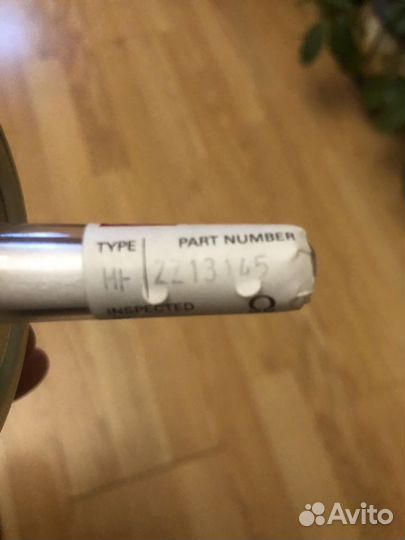 TYPE PART NUMBER
HF 2213145
INSPECTED Ω
Avito